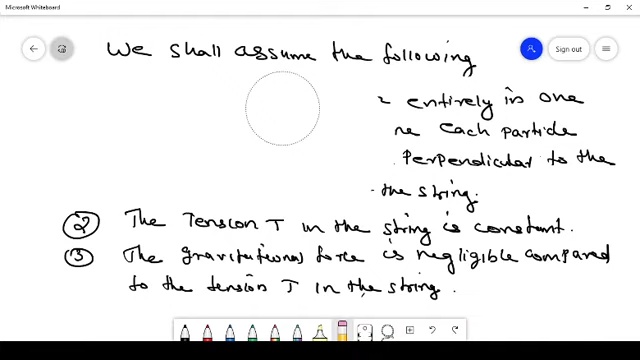 Microsoft Whiteboard
Sign out
We shall assume the following
entirely in one
each particle
perpendicular to the
the string.
② The Tension T in the string is constant.
③ The gravitational force is negligible compared
to the tension T in the string.